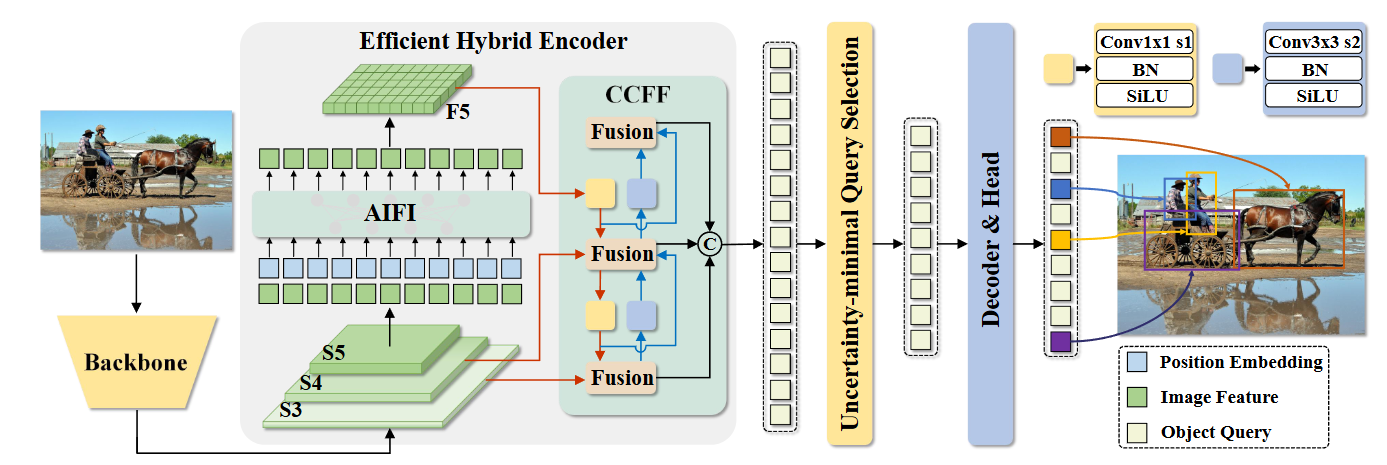 Efficient Hybrid Encoder
F5
CCFF
Fusion
Fusion
Fusion
AIFI
S5
S4
S3
Backbone
C
Uncertainty-minimal Query Selection
Decoder & Head
Conv1x1 s1
BN
SiLU
Conv3x3 s2
BN
SiLU
Position Embedding
Image Feature
Object Query